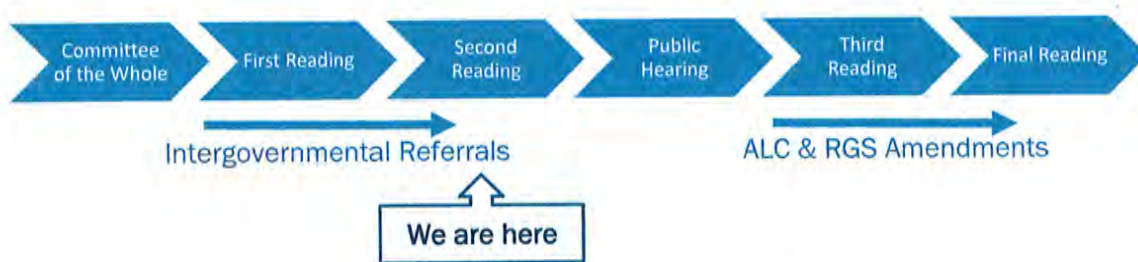 Committee
of the Whole
First Reading
Second
Reading
Public
Hearing
Third
Reading
Final Reading
Intergovernmental Referrals
ALC & RGS Amendments
We are here